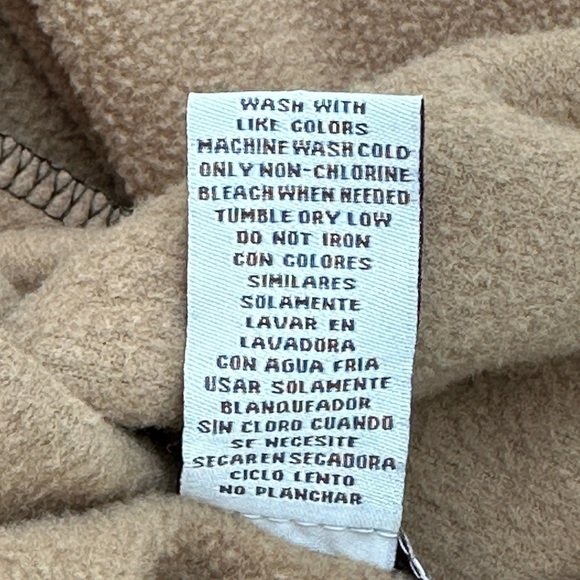 WASH WITH
LIKE COLORS
MACHINE WASH COLD
ONLY NON-CHLORINE
BLEACH WHEN NEEDED
TUMBLE DRY LOW
DO NOT IRON
CON COLORES
SIMILARES
SOLAMENTE
LAVAR EN
LAVADORA
CON AGUA FRIA
USAR SOLAMENTE
BLANQUEADOR
SIN CLORO CUANDO
SE NECESITE
SECAR EN SECADORA
CICLO LENTO
NO PLANCHAR